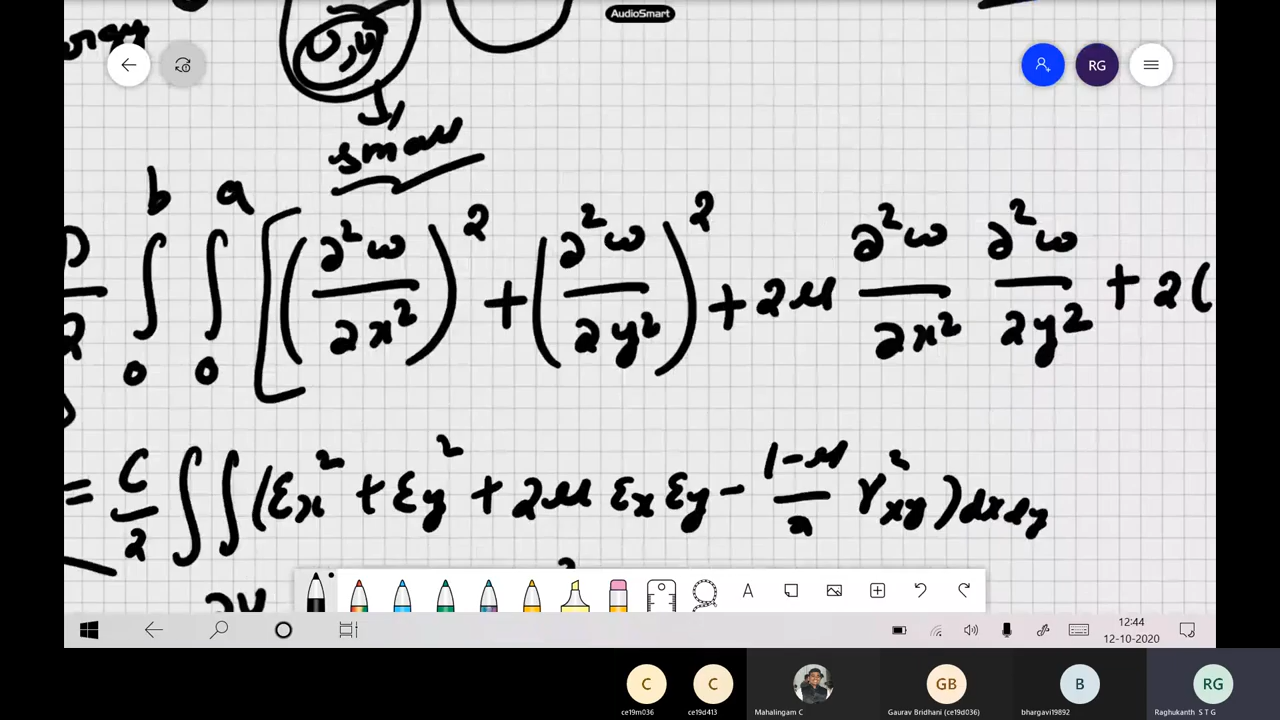 AudioSmart
U, V
RG
small
D/2 ∫₀ᵇ ∫₀ᵃ [(∂²ω/∂x²)² + (∂²ω/∂y²)² + 2μ ∂²ω/∂x² ∂²ω/∂y² + 2(
= C/2 ∫∫ (εx² + εy² + 2μ εx εy − (1−μ)/2 γxy²) dx dy
∂V
A
12:44
12-10-2020
C C GB B RG
ce19m036 ce19d413 Mahalingam C Gaurav Bridhani (ce19d036) bhargavi19892 Raghukanth S T G